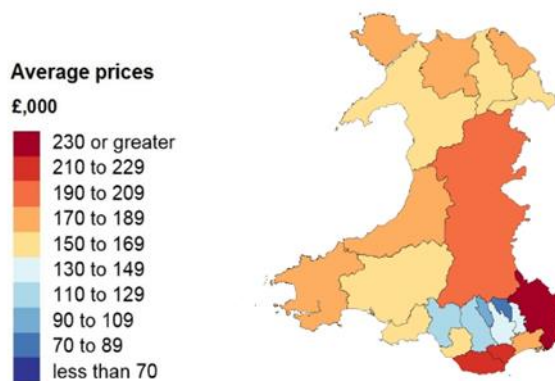 Average prices
£,000
230 or greater
210 to 229
190 to 209
170 to 189
150 to 169
130 to 149
110 to 129
90 to 109
70 to 89
less than 70